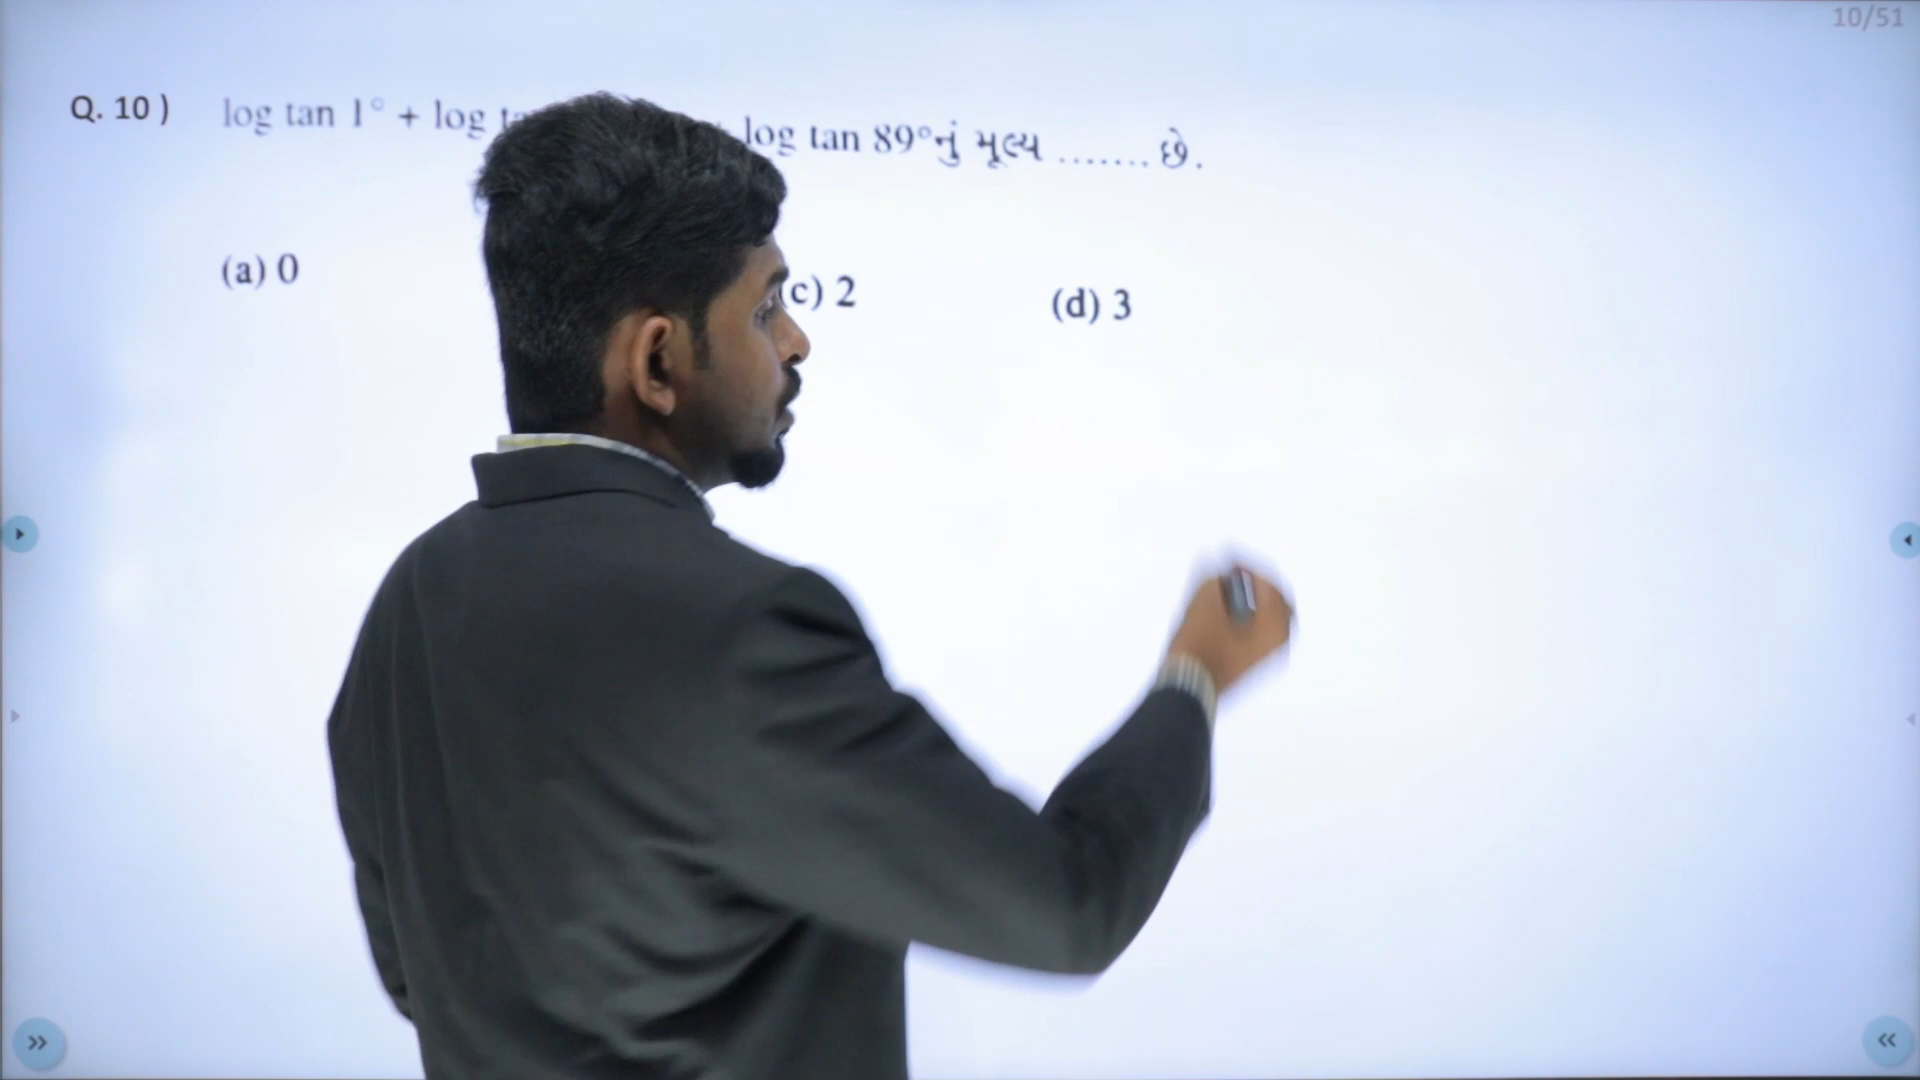 10/51
Q. 10 ) log tan 1° + log log tan 89°નું મૂલ્ય ....... છે.
(a) 0 (c) 2 (d) 3